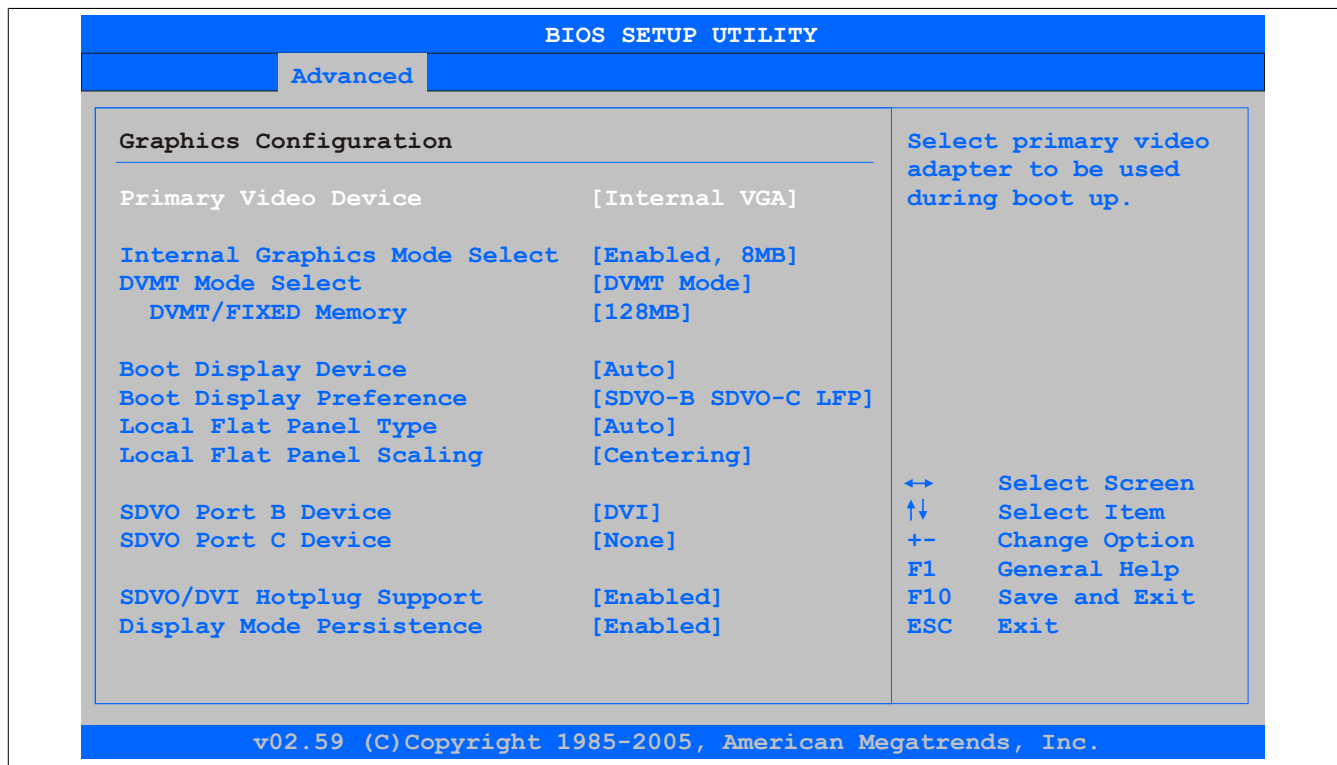 BIOS SETUP UTILITY
Advanced
Graphics Configuration
Primary Video Device [Internal VGA]
Internal Graphics Mode Select [Enabled, 8MB]
DVMT Mode Select [DVMT Mode]
DVMT/FIXED Memory [128MB]
Boot Display Device [Auto]
Boot Display Preference [SDVO-B SDVO-C LFP]
Local Flat Panel Type [Auto]
Local Flat Panel Scaling [Centering]
SDVO Port B Device [DVI]
SDVO Port C Device [None]
SDVO/DVI Hotplug Support [Enabled]
Display Mode Persistence [Enabled]
Select primary video
adapter to be used
during boot up.
↔ Select Screen
↑↓ Select Item
+- Change Option
F1 General Help
F10 Save and Exit
ESC Exit
v02.59 (C)Copyright 1985-2005, American Megatrends, Inc.